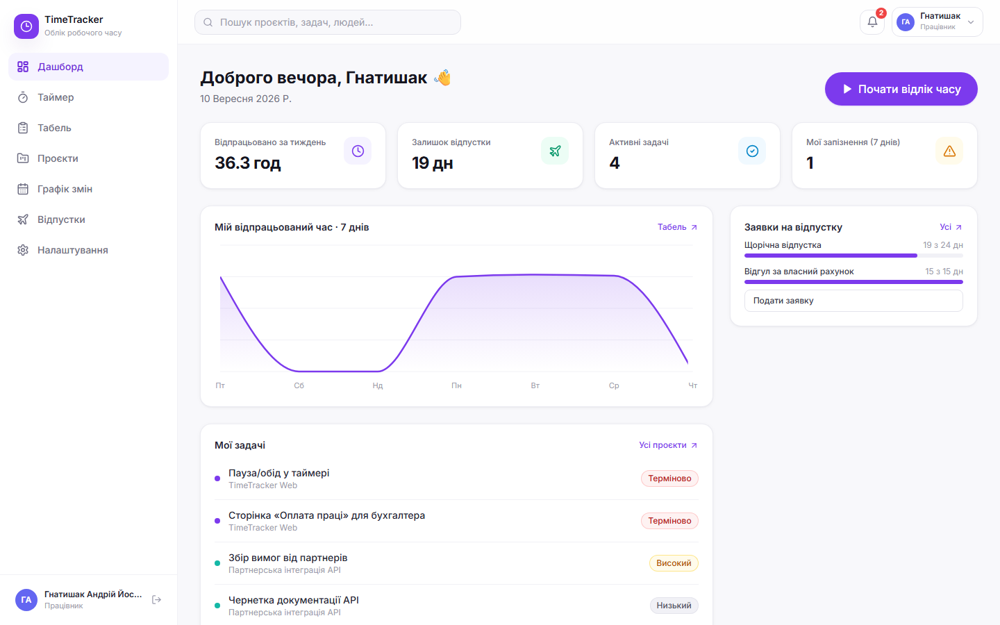 TimeTracker
Облік робочого часу
Дашборд
Таймер
Табель
Проєкти
Графік змін
Відпустки
Налаштування
ГА
Гнатишак Андрій Йос...
Працівник
Пошук проєктів, задач, людей...
2
ГА
Гнатишак
Працівник
Доброго вечора, Гнатишак 👋
10 Вересня 2026 Р.
Почати відлік часу
Відпрацьовано за тиждень
36.3 год
Залишок відпустки
19 дн
Активні задачі
4
Мої запізнення (7 днів)
1
Мій відпрацьований час · 7 днів
Табель
Пт Сб Нд Пн Вт Ср Чт
Заявки на відпустку
Усі
Щорічна відпустка 19 з 24 дн
Відгул за власний рахунок 15 з 15 дн
Подати заявку
Мої задачі
Усі проєкти
Пауза/обід у таймері
TimeTracker Web
Терміново
Сторінка «Оплата праці» для бухгалтера
TimeTracker Web
Терміново
Збір вимог від партнерів
Партнерська інтеграція API
Високий
Чернетка документації API
Партнерська інтеграція API
Низький